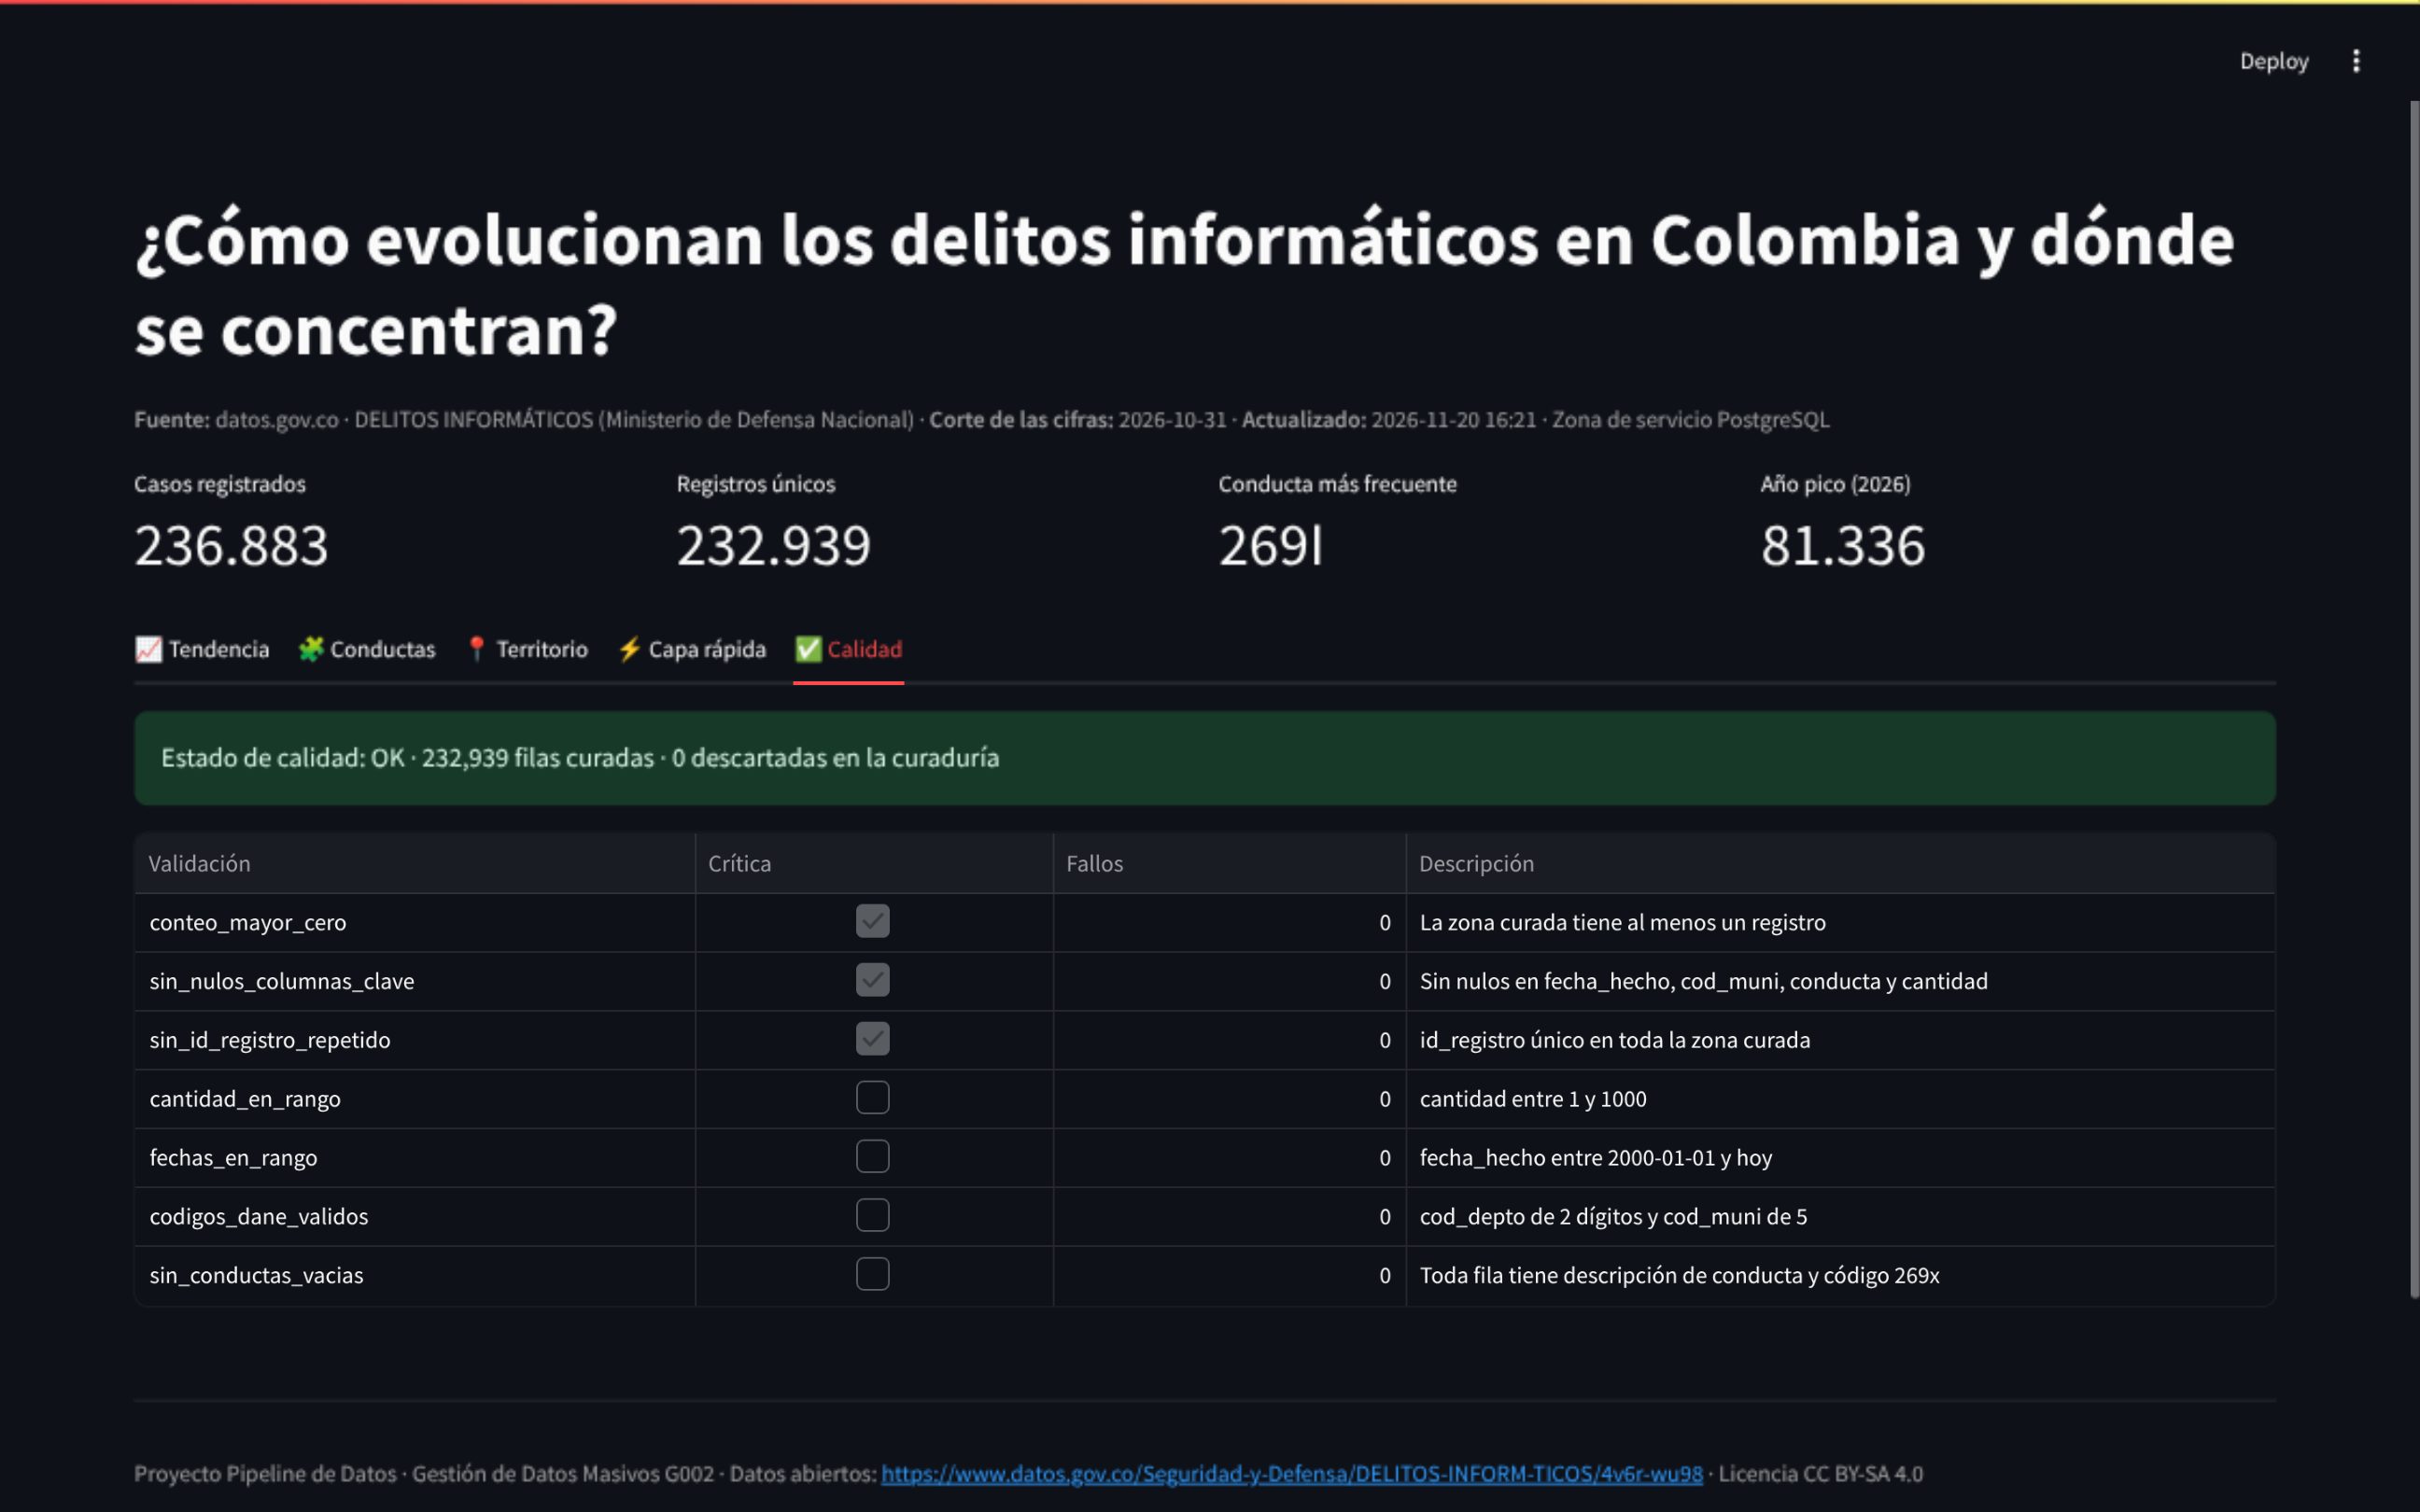 Deploy
¿Cómo evolucionan los delitos informáticos en Colombia y dónde
se concentran?
Fuente: datos.gov.co · DELITOS INFORMÁTICOS (Ministerio de Defensa Nacional) · Corte de las cifras: 2026-10-31 · Actualizado: 2026-11-20 16:21 · Zona de servicio PostgreSQL
Casos registrados Registros únicos Conducta más frecuente Año pico (2026)
236.883 232.939 269I 81.336
Tendencia Conductas Territorio Capa rápida Calidad
Estado de calidad: OK · 232,939 filas curadas · 0 descartadas en la curaduría
Validación Crítica Fallos Descripción
conteo_mayor_cero 0 La zona curada tiene al menos un registro
sin_nulos_columnas_clave 0 Sin nulos en fecha_hecho, cod_muni, conducta y cantidad
sin_id_registro_repetido 0 id_registro único en toda la zona curada
cantidad_en_rango 0 cantidad entre 1 y 1000
fechas_en_rango 0 fecha_hecho entre 2000-01-01 y hoy
codigos_dane_validos 0 cod_depto de 2 dígitos y cod_muni de 5
sin_conductas_vacias 0 Toda fila tiene descripción de conducta y código 269x
Proyecto Pipeline de Datos · Gestión de Datos Masivos G002 · Datos abiertos: https://www.datos.gov.co/Seguridad-y-Defensa/DELITOS-INFORM-TICOS/4v6r-wu98 · Licencia CC BY-SA 4.0